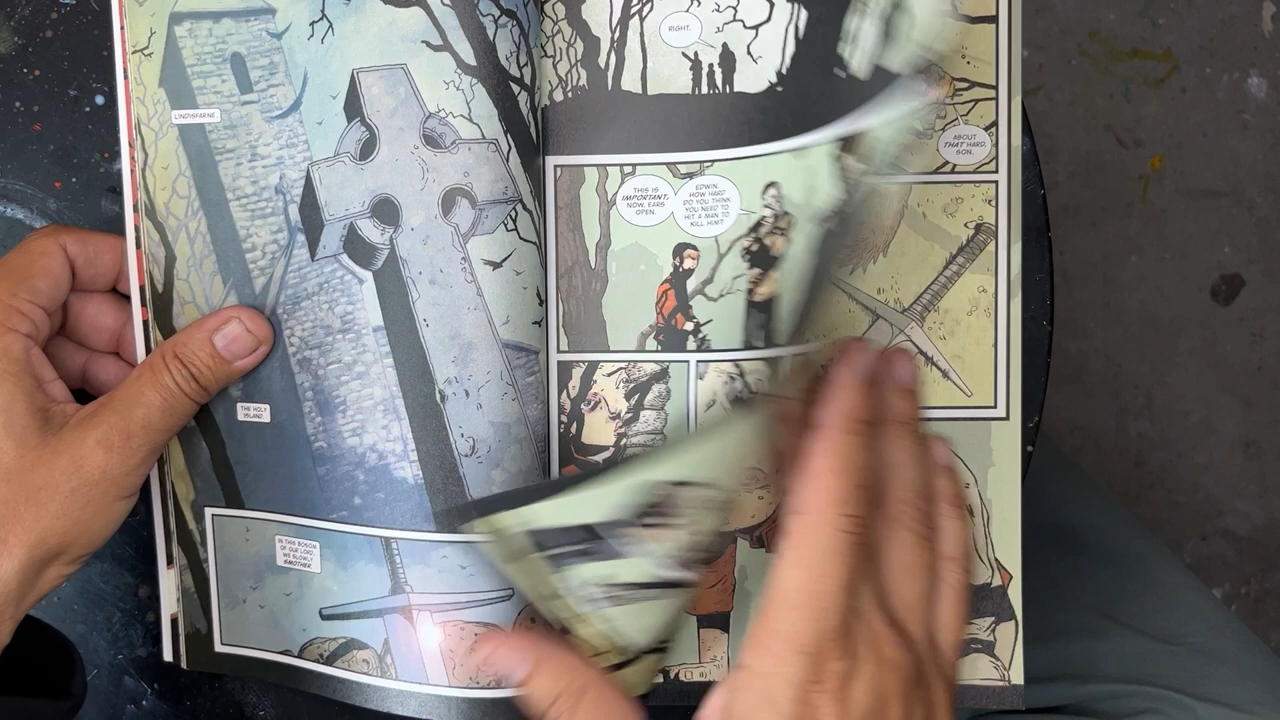 LINDISFARNE.
THE HOLY
ISLAND.
IN THIS BOSOM
OF OUR LORD,
WE SLOWLY
SMOTHER.
RIGHT.
THIS IS
IMPORTANT,
NOW. EARS
OPEN.
EDWIN.
HOW HARD
DO YOU THINK
YOU NEED TO
HIT A MAN TO
KILL HIM?
ABOUT
THAT HARD,
SON.